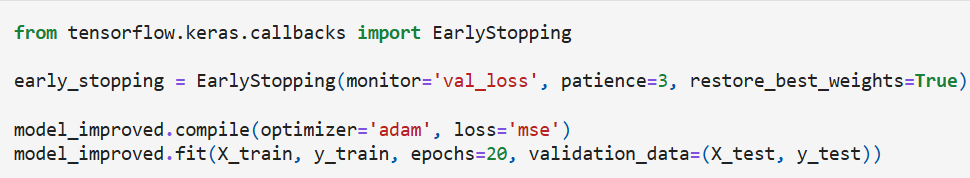 from tensorflow.keras.callbacks import EarlyStopping
early_stopping = EarlyStopping(monitor='val_loss', patience=3, restore_best_weights=True)
model_improved.compile(optimizer='adam', loss='mse')
model_improved.fit(X_train, y_train, epochs=20, validation_data=(X_test, y_test))